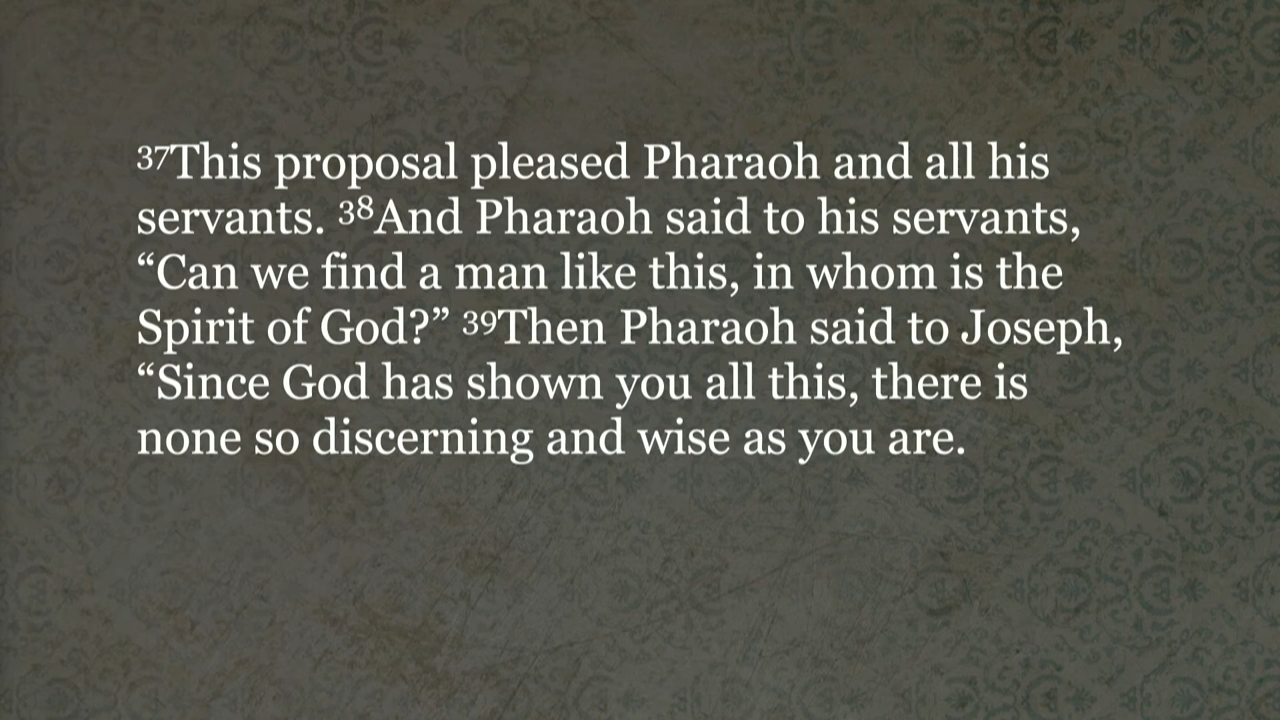 ³⁷This proposal pleased Pharaoh and all his
servants. ³⁸And Pharaoh said to his servants,
“Can we find a man like this, in whom is the
Spirit of God?” ³⁹Then Pharaoh said to Joseph,
“Since God has shown you all this, there is
none so discerning and wise as you are.